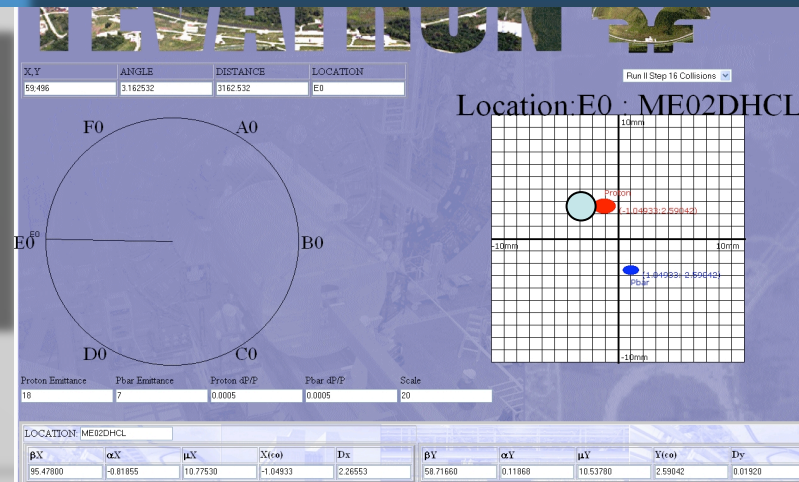 TEVATRON
X,Y ANGLE DISTANCE LOCATION
59,496 3.162532 3162.532 E0
Run II Step 16 Collisions
Location:E0 : ME02DHCL
F0 A0
10mm
Proton
(-1.04933:2.59042)
E0 E0 B0
-10mm 10mm
(1.04933:-2.59042)
Pbar
D0 C0
-10mm
Proton Emittance Pbar Emittance Proton dP/P Pbar dP/P Scale
18 7 0.0005 0.0005 20
LOCATION: ME02DHCL
βX αX μX X(co) Dx βY αY μY Y(co) Dy
95.47800 -0.81855 10.77530 -1.04933 2.26553 58.71660 0.11868 10.53780 2.59042 0.01920